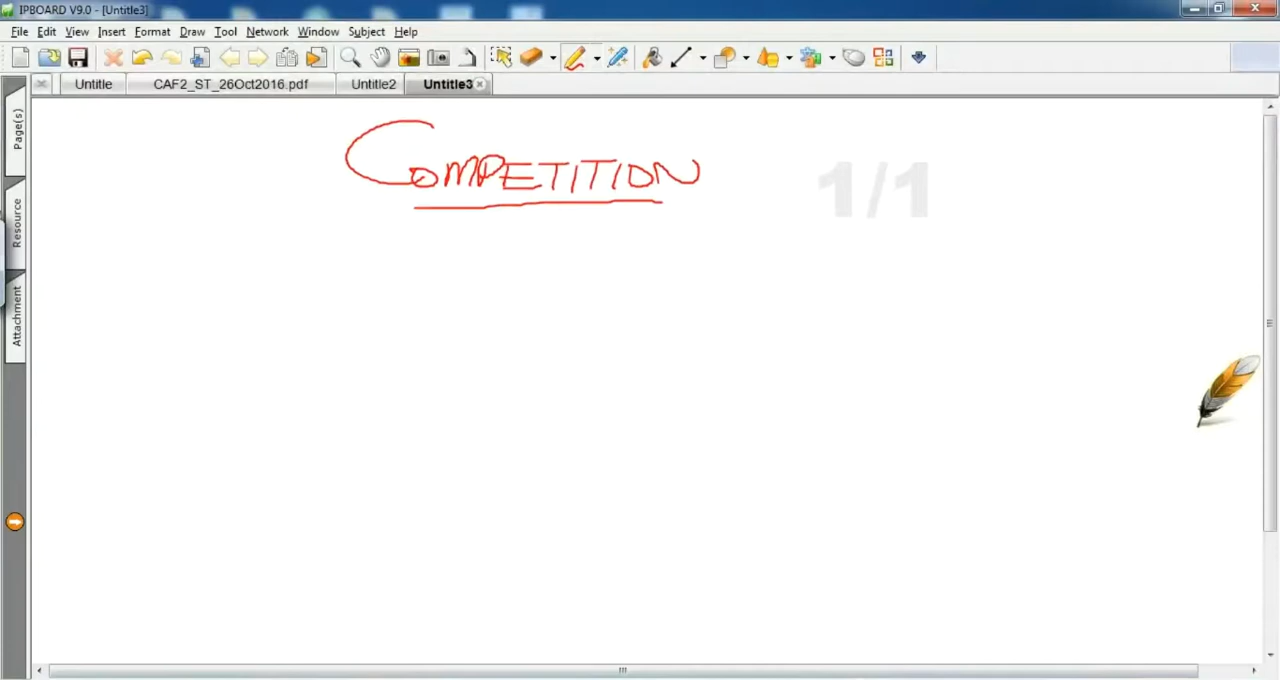 IPBOARD V9.0 - [Untitle3]
File Edit View Insert Format Draw Tool Network Window Subject Help
Untitle CAF2_ST_26Oct2016.pdf Untitle2 Untitle3
Page(s)
Resource
Attachment
COMPETITION
1/1